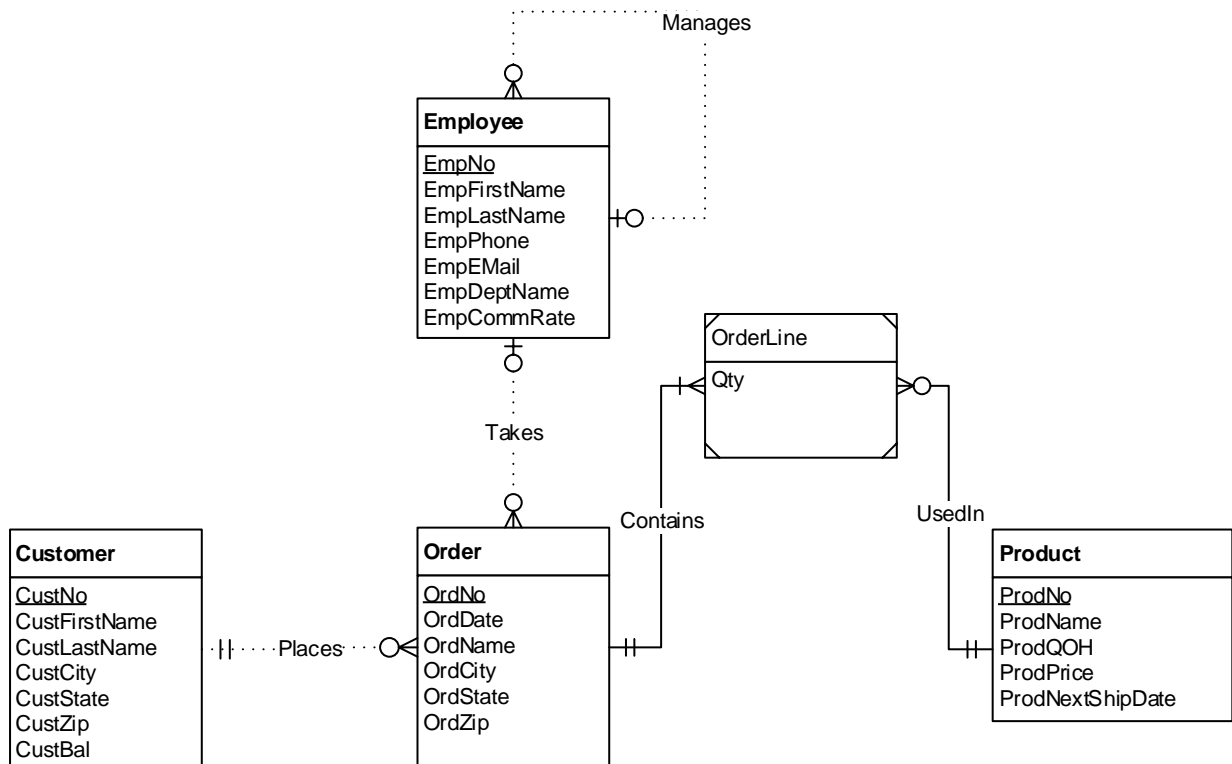 Manages
Employee
EmpNo
EmpFirstName
EmpLastName
EmpPhone
EmpEMail
EmpDeptName
EmpCommRate
OrderLine
Qty
Takes
Contains
UsedIn
Customer
CustNo
CustFirstName
CustLastName
CustCity
CustState
CustZip
CustBal
Places
Order
OrdNo
OrdDate
OrdName
OrdCity
OrdState
OrdZip
Product
ProdNo
ProdName
ProdQOH
ProdPrice
ProdNextShipDate